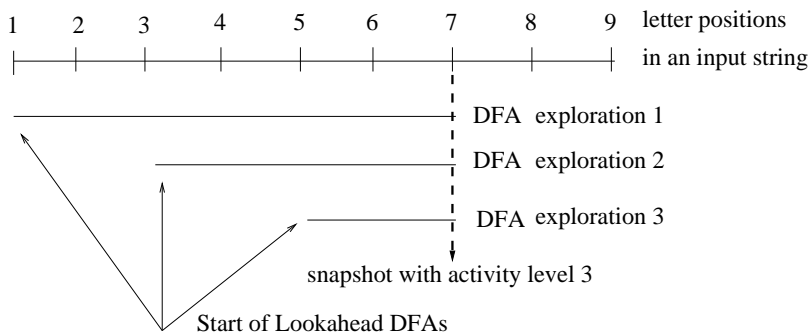 1 2 3 4 5 6 7 8 9 letter positions
in an input string
DFA exploration 1
DFA exploration 2
DFA exploration 3
snapshot with activity level 3
Start of Lookahead DFAs